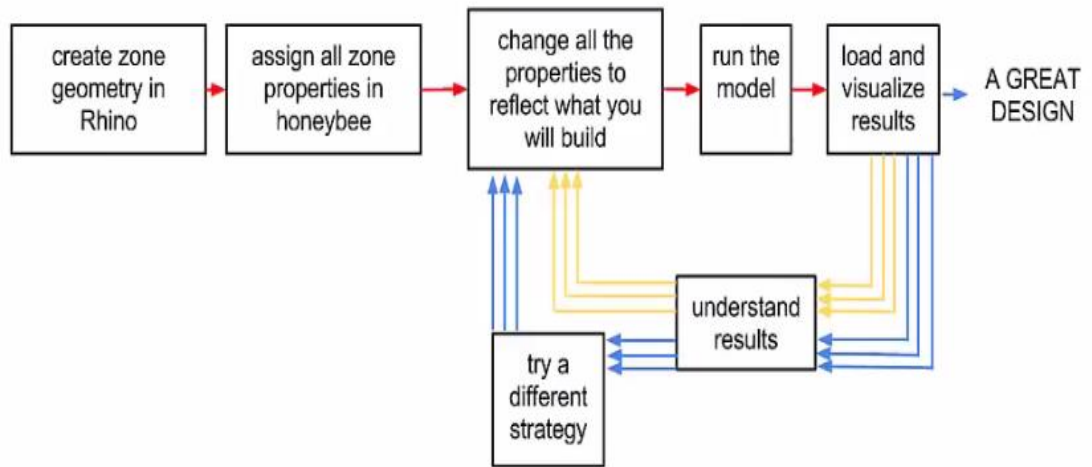 create zone
geometry in
Rhino
assign all zone
properties in
honeybee
change all the
properties to
reflect what you
will build
run the
model
load and
visualize
results
A GREAT
DESIGN
understand
results
try a
different
strategy